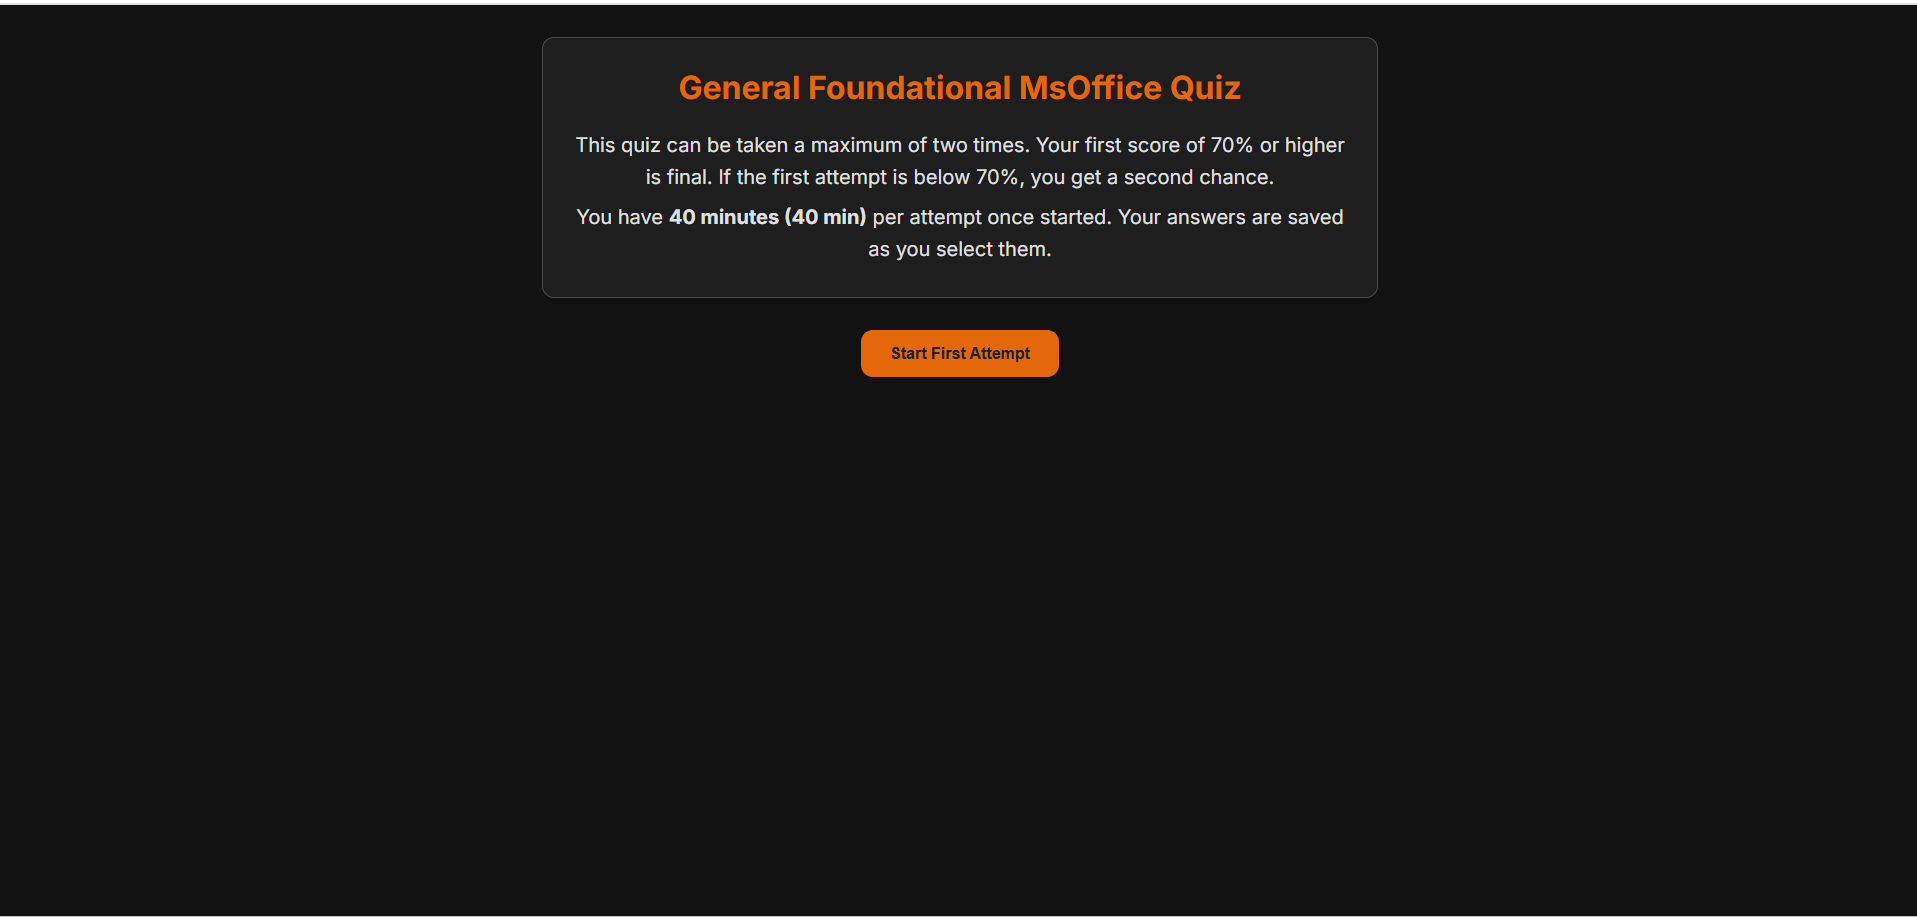 General Foundational MsOffice Quiz
This quiz can be taken a maximum of two times. Your first score of 70% or higher
is final. If the first attempt is below 70%, you get a second chance.
You have 40 minutes (40 min) per attempt once started. Your answers are saved
as you select them.
Start First Attempt